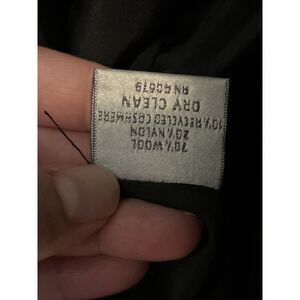 70% WOOL
20% NYLON
10% RECYCLED CASHMERE
DRY CLEAN